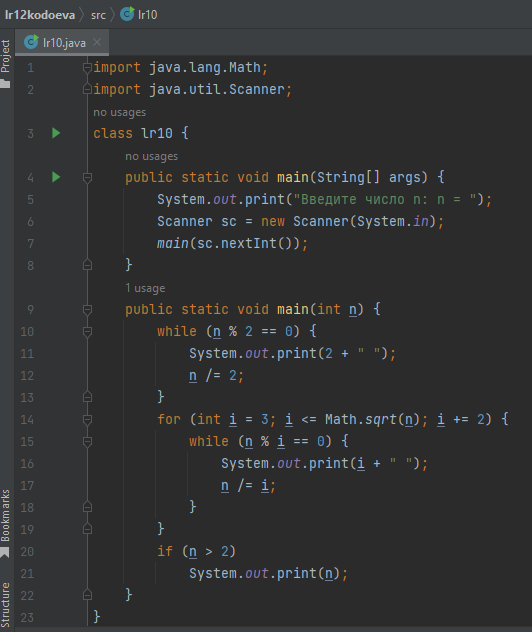 lr12kodoeva > src > lr10
lr10.java
Project
1 import java.lang.Math;
2 import java.util.Scanner;
no usages
3 class lr10 {
no usages
4 public static void main(String[] args) {
5 System.out.print("Введите число n: n = ");
6 Scanner sc = new Scanner(System.in);
7 main(sc.nextInt());
8 }
1 usage
9 public static void main(int n) {
10 while (n % 2 == 0) {
11 System.out.print(2 + " ");
12 n /= 2;
13 }
14 for (int i = 3; i <= Math.sqrt(n); i += 2) {
15 while (n % i == 0) {
16 System.out.print(i + " ");
17 n /= i;
18 }
19 }
20 if (n > 2)
21 System.out.print(n);
22 }
23 }
Bookmarks
Structure